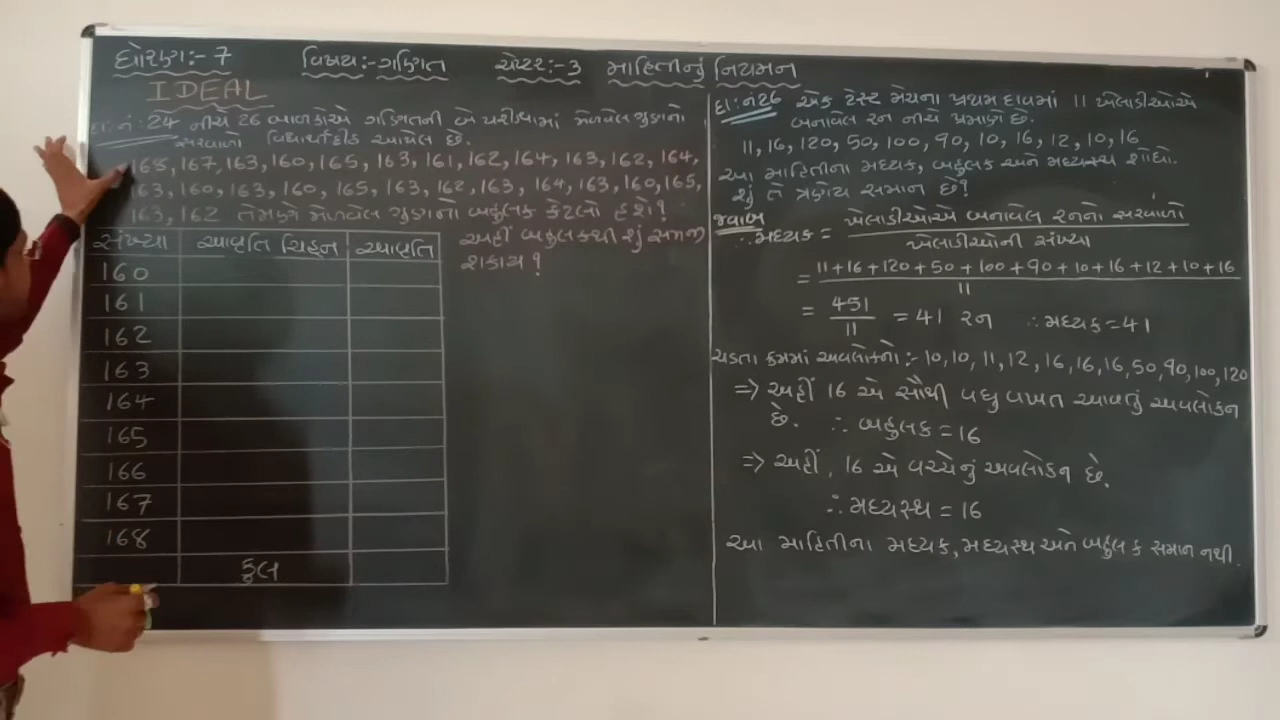 ધોરણ:- 7 વિષય:- ગણિત ચેપ્ટર:- 3 માહિતીનું નિયમન
IDEAL
દા:નં:24 નીચે 26 બાળકોએ ગણિતની બે પરીક્ષામાં મેળવેલ ગુણનો
સરવાળો વિદ્યાર્થીદીઠ આપેલ છે.
168, 167, 163, 160, 165, 163, 161, 162, 164, 163, 162, 164,
163, 160, 163, 160, 165, 163, 162, 163, 164, 163, 160, 165,
163, 162 તેમણે મેળવેલ ગુણનો બહુલક કેટલો હશે?
અહીં બહુલકથી શું સમજી
શકાય?
સંખ્યા આવૃતિ ચિહ્ન આવૃતિ
160
161
162
163
164
165
166
167
168
કુલ
દા:નં26 એક ટેસ્ટ મેચના પ્રથમ દાવમાં 11 ખેલાડીઓએ
બનાવેલ રન નીચે પ્રમાણે છે.
11, 16, 120, 50, 100, 90, 10, 16, 12, 10, 16
આ માહિતીના મધ્યક, બહુલક અને મધ્યસ્થ શોધો.
શું તે ત્રણેય સમાન છે?
જવાબ
∴ મધ્યક = ખેલાડીઓએ બનાવેલ રનનો સરવાળો
ખેલાડીઓની સંખ્યા
= 11+16+120+50+100+90+10+16+12+10+16
11
= 451 = 41 રન ∴ મધ્યક = 41
11
ચડતા ક્રમમાં અવલોકનો :- 10, 10, 11, 12, 16, 16, 16, 50, 90, 100, 120
⇒ અહીં 16 એ સૌથી વધુ વખત આવતું અવલોકન
છે. ∴ બહુલક = 16
⇒ અહીં, 16 એ વચ્ચેનું અવલોકન છે.
∴ મધ્યસ્થ = 16
આ માહિતીના મધ્યક, મધ્યસ્થ અને બહુલક સમાન નથી.